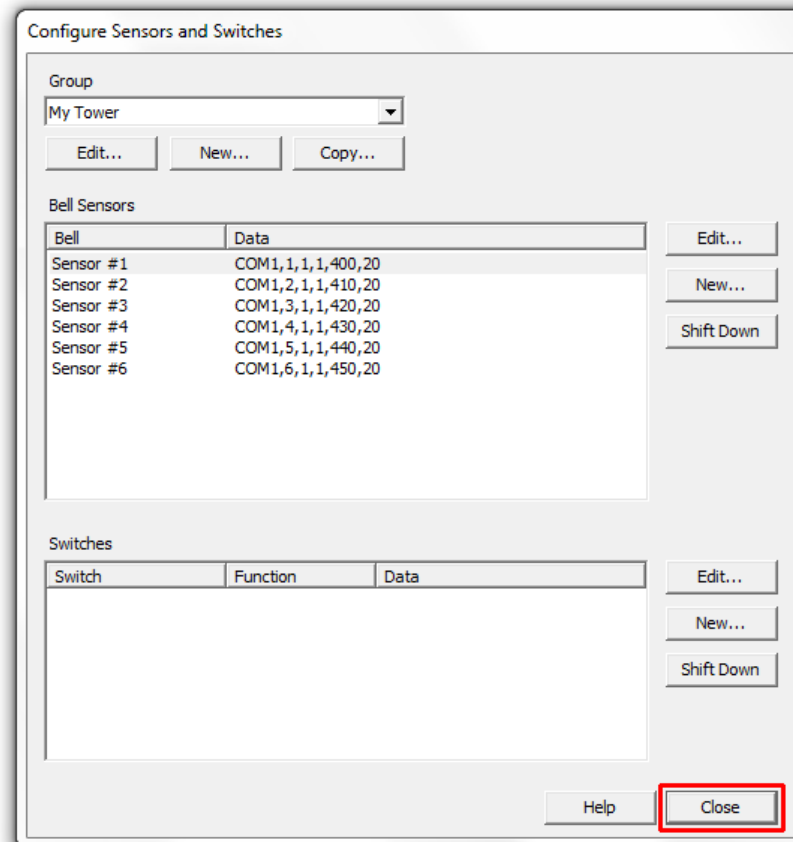 Configure Sensors and Switches
Group
My Tower
Edit... New... Copy...
Bell Sensors
Bell Data
Sensor #1 COM1,1,1,1,400,20
Sensor #2 COM1,2,1,1,410,20
Sensor #3 COM1,3,1,1,420,20
Sensor #4 COM1,4,1,1,430,20
Sensor #5 COM1,5,1,1,440,20
Sensor #6 COM1,6,1,1,450,20
Edit...
New...
Shift Down
Switches
Switch Function Data
Edit...
New...
Shift Down
Help Close